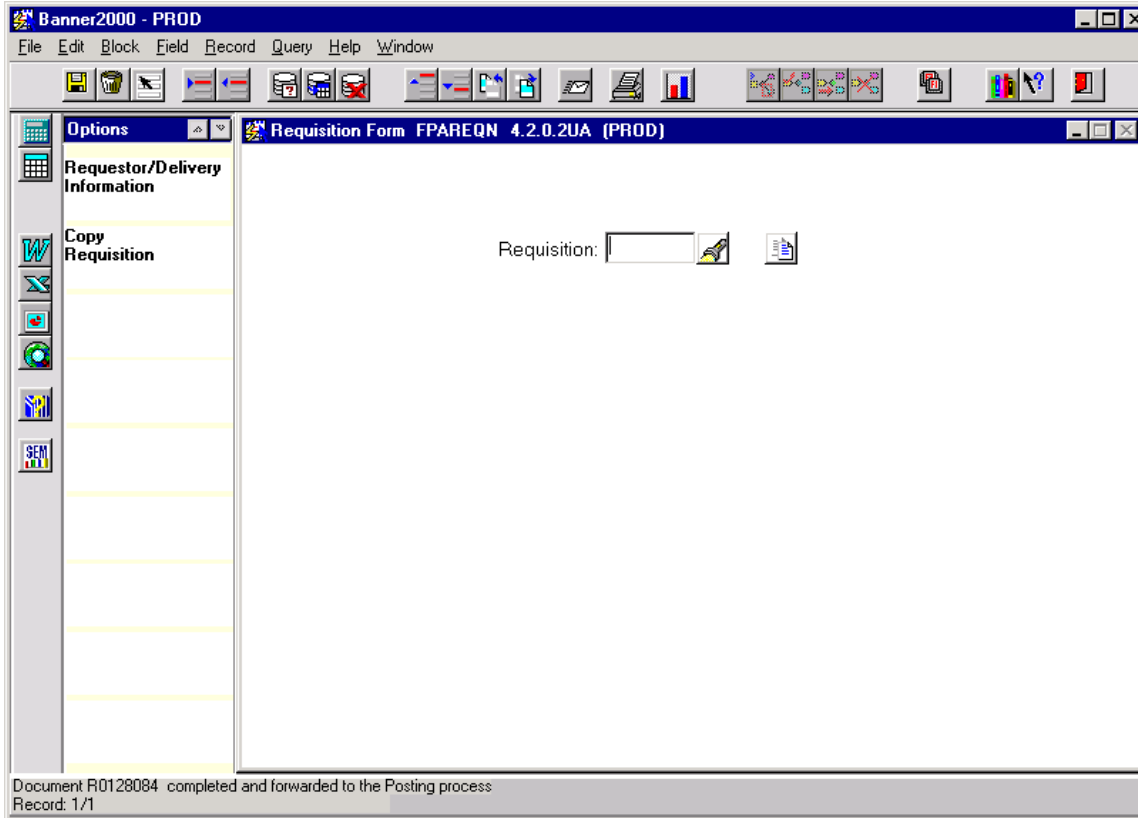 Banner2000 - PROD
File Edit Block Field Record Query Help Window
Options
Requisition Form FPAREQN 4.2.0.2UA (PROD)
Requestor/Delivery
Information
Copy
Requisition
Requisition:
SEM
Document R0128084 completed and forwarded to the Posting process
Record: 1/1